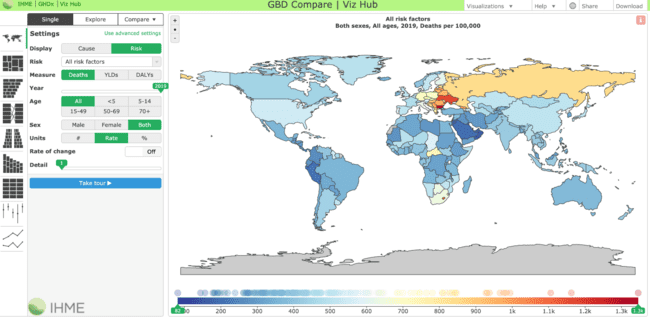 IHME | GHDx | Viz Hub
GBD Compare | Viz Hub
Visualizations
Help
Sharing
Download
Single
Explore
Compare
Settings
Use advanced settings
Display
Cause
Risk
Risk
All risk factors
Measure
Deaths
YLDs
DALYs
Year
2019
Age
All
<5
5-14
15-49
50-69
70+
Sex
Male
Female
Both
Units
#
Rate
%
Rate of change
Off
Detail
1
Take tour
IHME
All risk factors
Both sexes, All ages, 2019, Deaths per 100,000
+
-
82
200
300
400
500
600
700
800
900
1k
1.1k
1.2k
1.3k